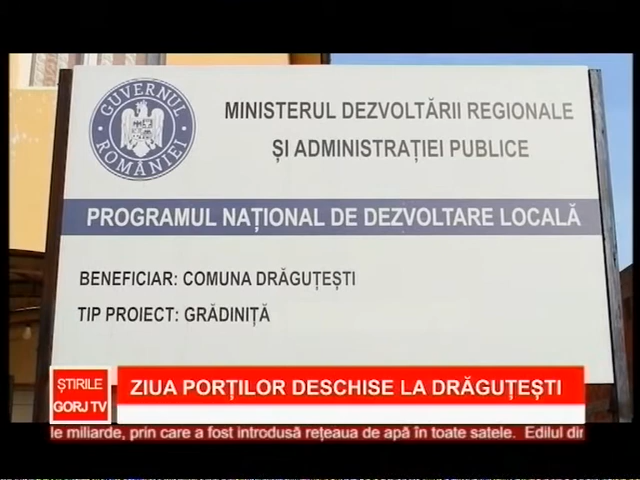 GUVERNUL
ROMÂNIEI
MINISTERUL DEZVOLTĂRII REGIONALE
ȘI ADMINISTRAȚIEI PUBLICE
PROGRAMUL NAȚIONAL DE DEZVOLTARE LOCALĂ
BENEFICIAR: COMUNA DRĂGUȚEȘTI
TIP PROIECT: GRĂDINIȚĂ
ȘTIRILE
GORJ TV
ZIUA PORȚILOR DESCHISE LA DRĂGUȚEȘTI
le miliarde, prin care a fost introdusă rețeaua de apă în toate satele. Edilul din